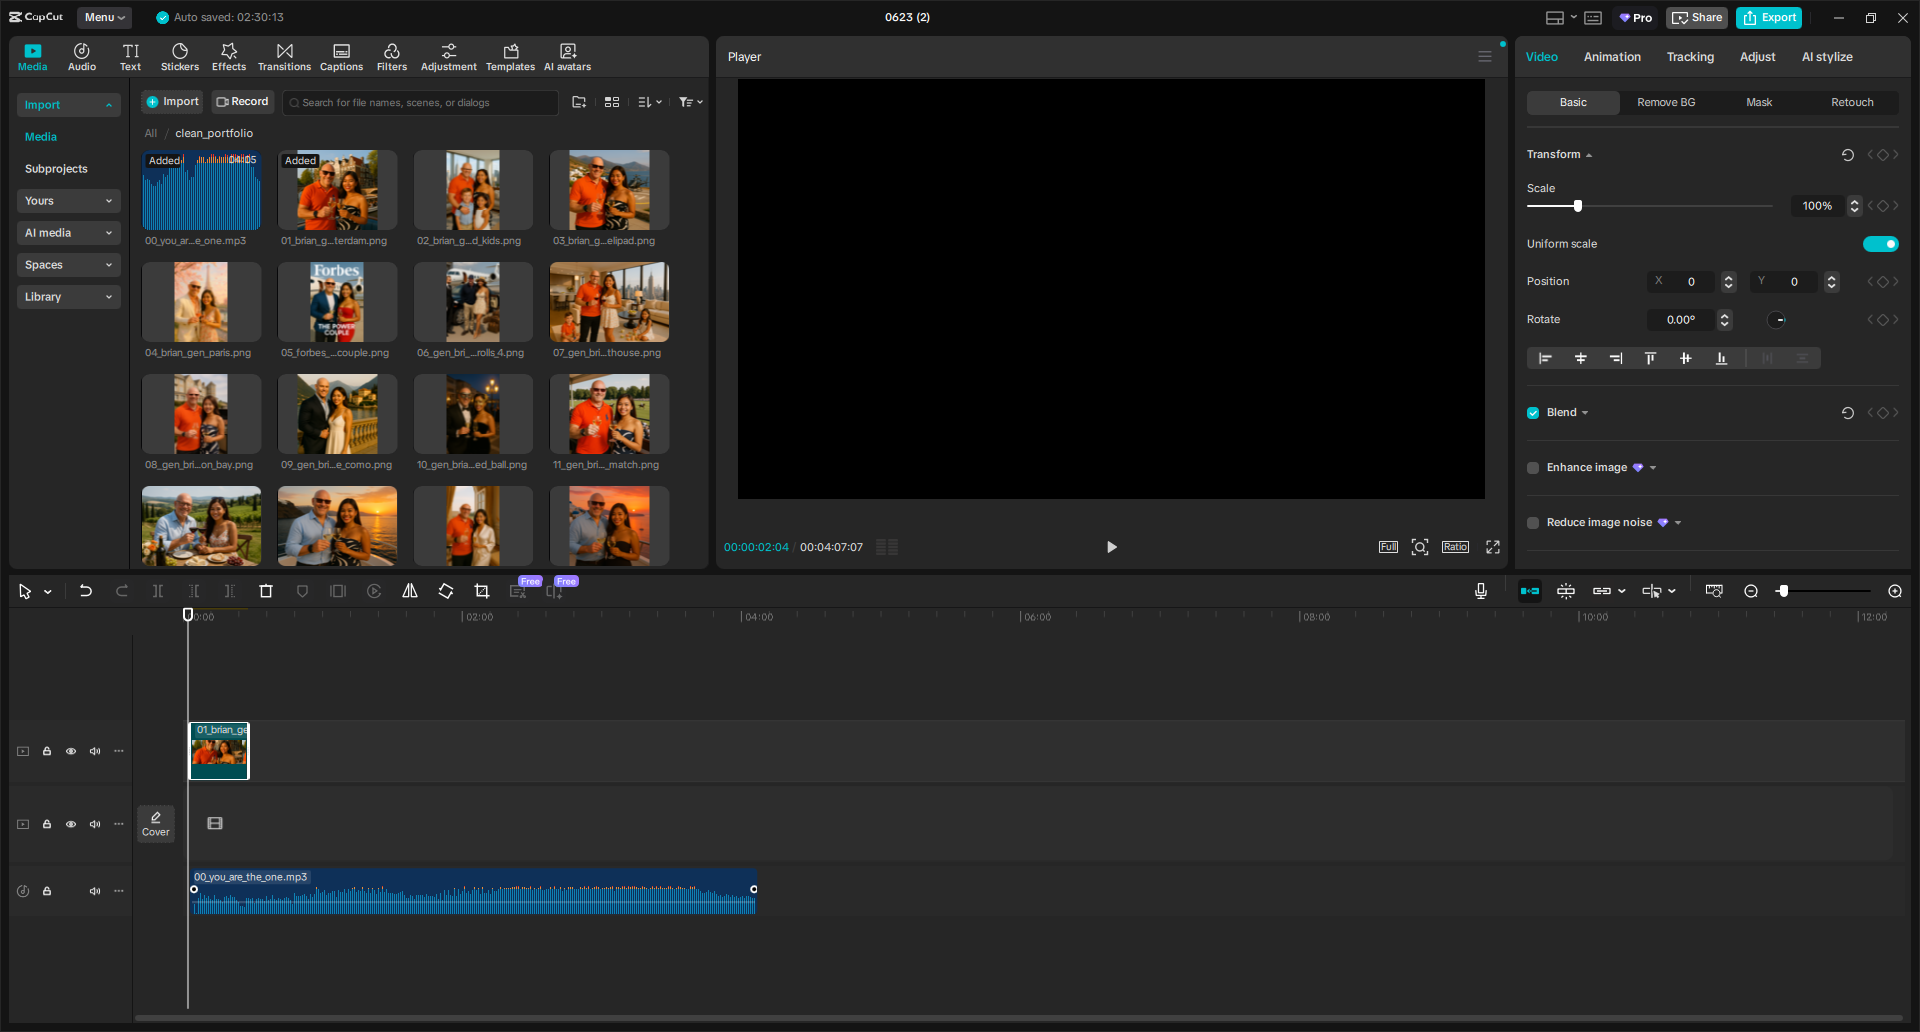 CapCut
Menu
Auto saved: 02:30:13
0623 (2)
Pro
Share
Export
Media
Audio
Text
Stickers
Effects
Transitions
Captions
Filters
Adjustment
Templates
AI avatars
Import
Media
Subprojects
Yours
AI media
Spaces
Library
Import
Record
Search for file names, scenes, or dialogs
All / clean_portfolio
Added
04:05
Added
00_you_ar...e_one.mp3
01_brian_g...terdam.png
02_brian_g...d_kids.png
03_brian_g...elipad.png
Forbes
THE POWER
COUPLE
04_brian_gen_paris.png
05_forbes_...couple.png
06_gen_bri_...rolls_4.png
07_gen_bri...thouse.png
08_gen_bri...on_bay.png
09_gen_bri...e_como.png
10_gen_bria...ed_ball.png
11_gen_bri..._match.png
Player
00:00:02:04 / 00:04:07:07
Full
Ratio
Video
Animation
Tracking
Adjust
AI stylize
Basic
Remove BG
Mask
Retouch
Transform
Scale
100%
Uniform scale
Position
X 0
Y 0
Rotate
0.00°
Blend
Enhance image
Reduce image noise
Free
Free
00:00
02:00
04:00
06:00
08:00
10:00
12:00
01_brian_ge
Cover
00_you_are_the_one.mp3